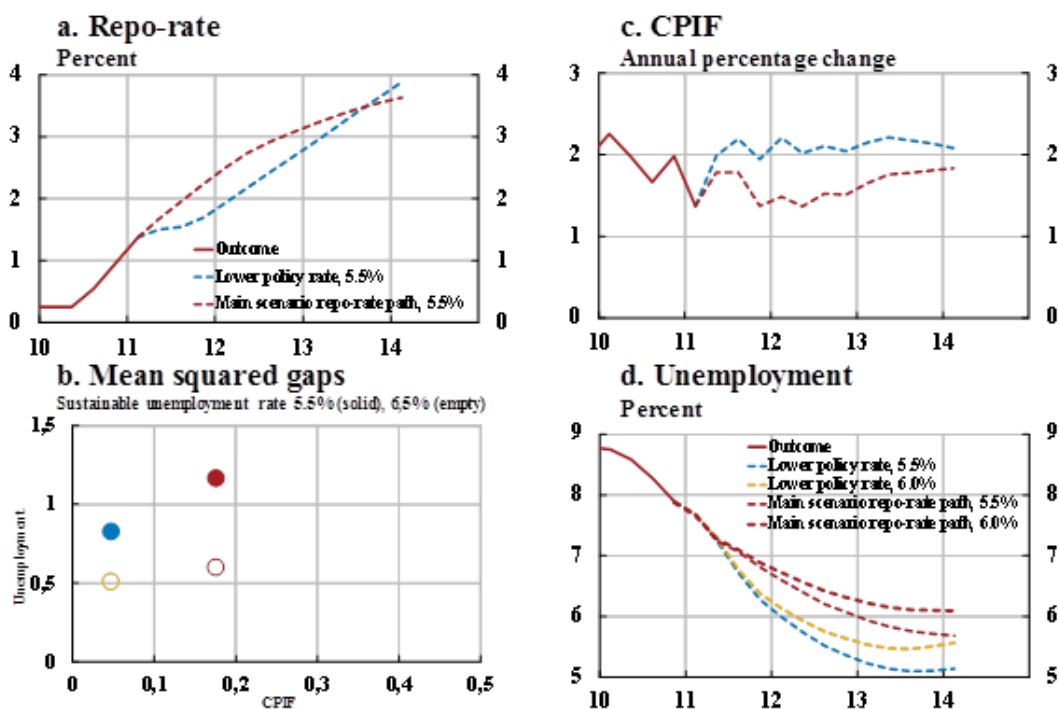 a. Repo-rate
Percent
4 4
3 3
2 2
1 1
0 0
Outcome
Lower policy rate, 5.5%
Main scenario repo-rate path, 5.5%
10 11 12 13 14
c. CPIF
Annual percentage change
3 3
2 2
1 1
0 0
10 11 12 13 14
b. Mean squared gaps
Sustainable unemployment rate 5.5% (solid), 6,5% (empty)
1,5
1
0,5
0
Unemployment
0 0,1 0,2 0,3 0,4 0,5
CPIF
d. Unemployment
Percent
9 9
8 8
7 7
6 6
5 5
Outcome
Lower policy rate, 5.5%
Lower policy rate, 6.0%
Main scenario repo-rate path, 5.5%
Main scenario repo-rate path, 6.0%
10 11 12 13 14